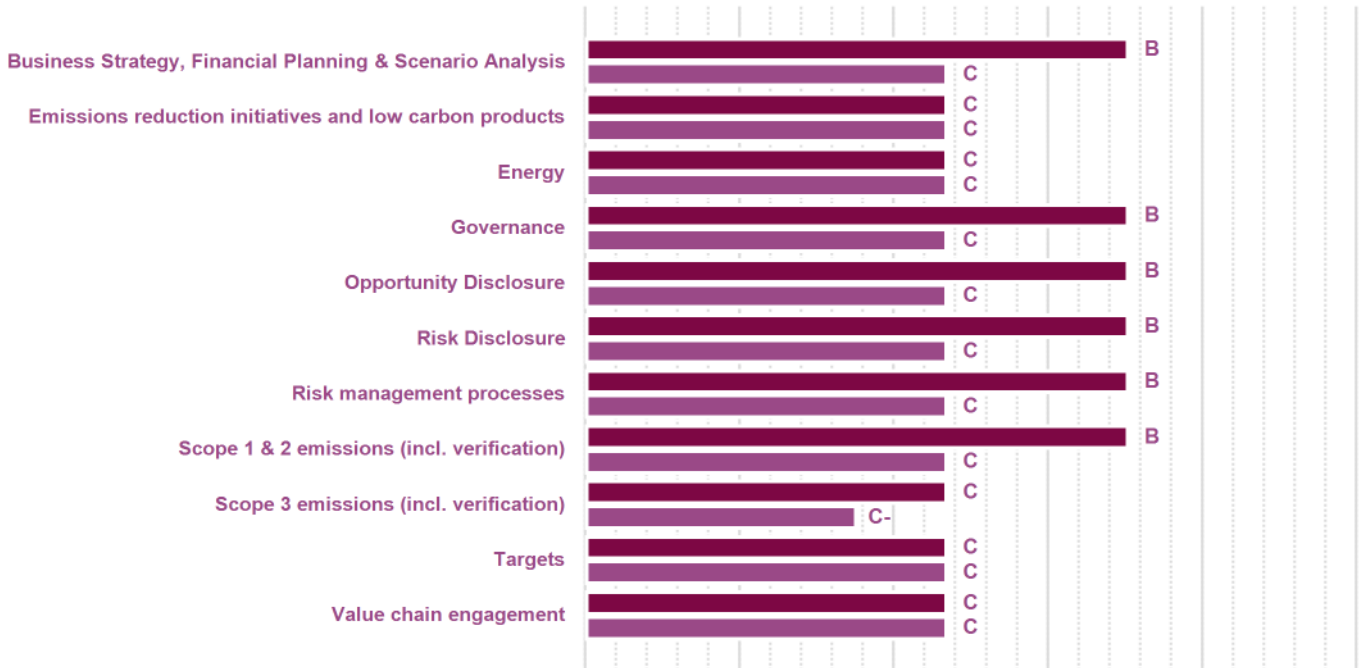 Business Strategy, Financial Planning & Scenario Analysis
B
C
Emissions reduction initiatives and low carbon products
C
C
Energy
C
C
Governance
B
C
Opportunity Disclosure
B
C
Risk Disclosure
B
C
Risk management processes
B
C
Scope 1 & 2 emissions (incl. verification)
B
C
Scope 3 emissions (incl. verification)
C
C-
Targets
C
C
Value chain engagement
C
C